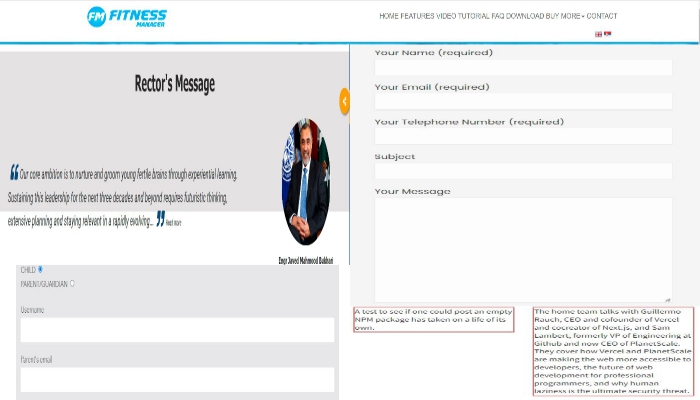 FM FITNESS
MANAGER
HOME FEATURES VIDEO TUTORIAL FAQ DOWNLOAD BUY MORE CONTACT
Rector's Message
Our core ambition is to nurture and groom young fertile brains through experiential learning.
Sustaining this leadership for the next three decades and beyond requires futuristic thinking,
extensive planning and staying relevant in a rapidly evolving... Read more
Engr Javed Mahmood Bukhari
CHILD
PARENT/GUARDIAN
Username
Parent's email
Your Name (required)
Your Email (required)
Your Telephone Number (required)
Subject
Your Message
A test to see if one could post an empty
NPM package has taken on a life of its
own.
The home team talks with Guillermo
Rauch, CEO and cofounder of Vercel
and cocreator of Next.js, and Sam
Lambert, formerly VP of Engineering at
Github and now CEO of PlanetScale.
They cover how Vercel and PlanetScale
are making the web more accessible to
developers, the future of web
development for professional
programmers, and why human
laziness is the ultimate security threat.